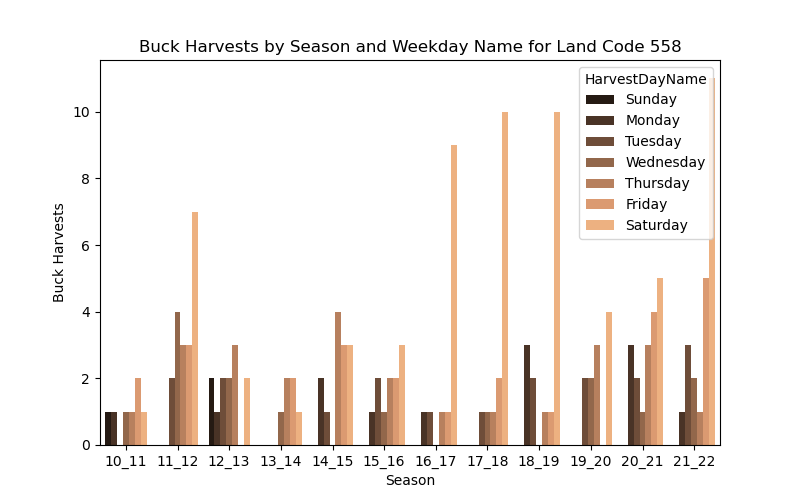 Buck Harvests by Season and Weekday Name for Land Code 558
HarvestDayName
Sunday
Monday
Tuesday
Wednesday
Thursday
Friday
Saturday
10
8
6
4
2
0
Buck Harvests
10_11 11_12 12_13 13_14 14_15 15_16 16_17 17_18 18_19 19_20 20_21 21_22
Season